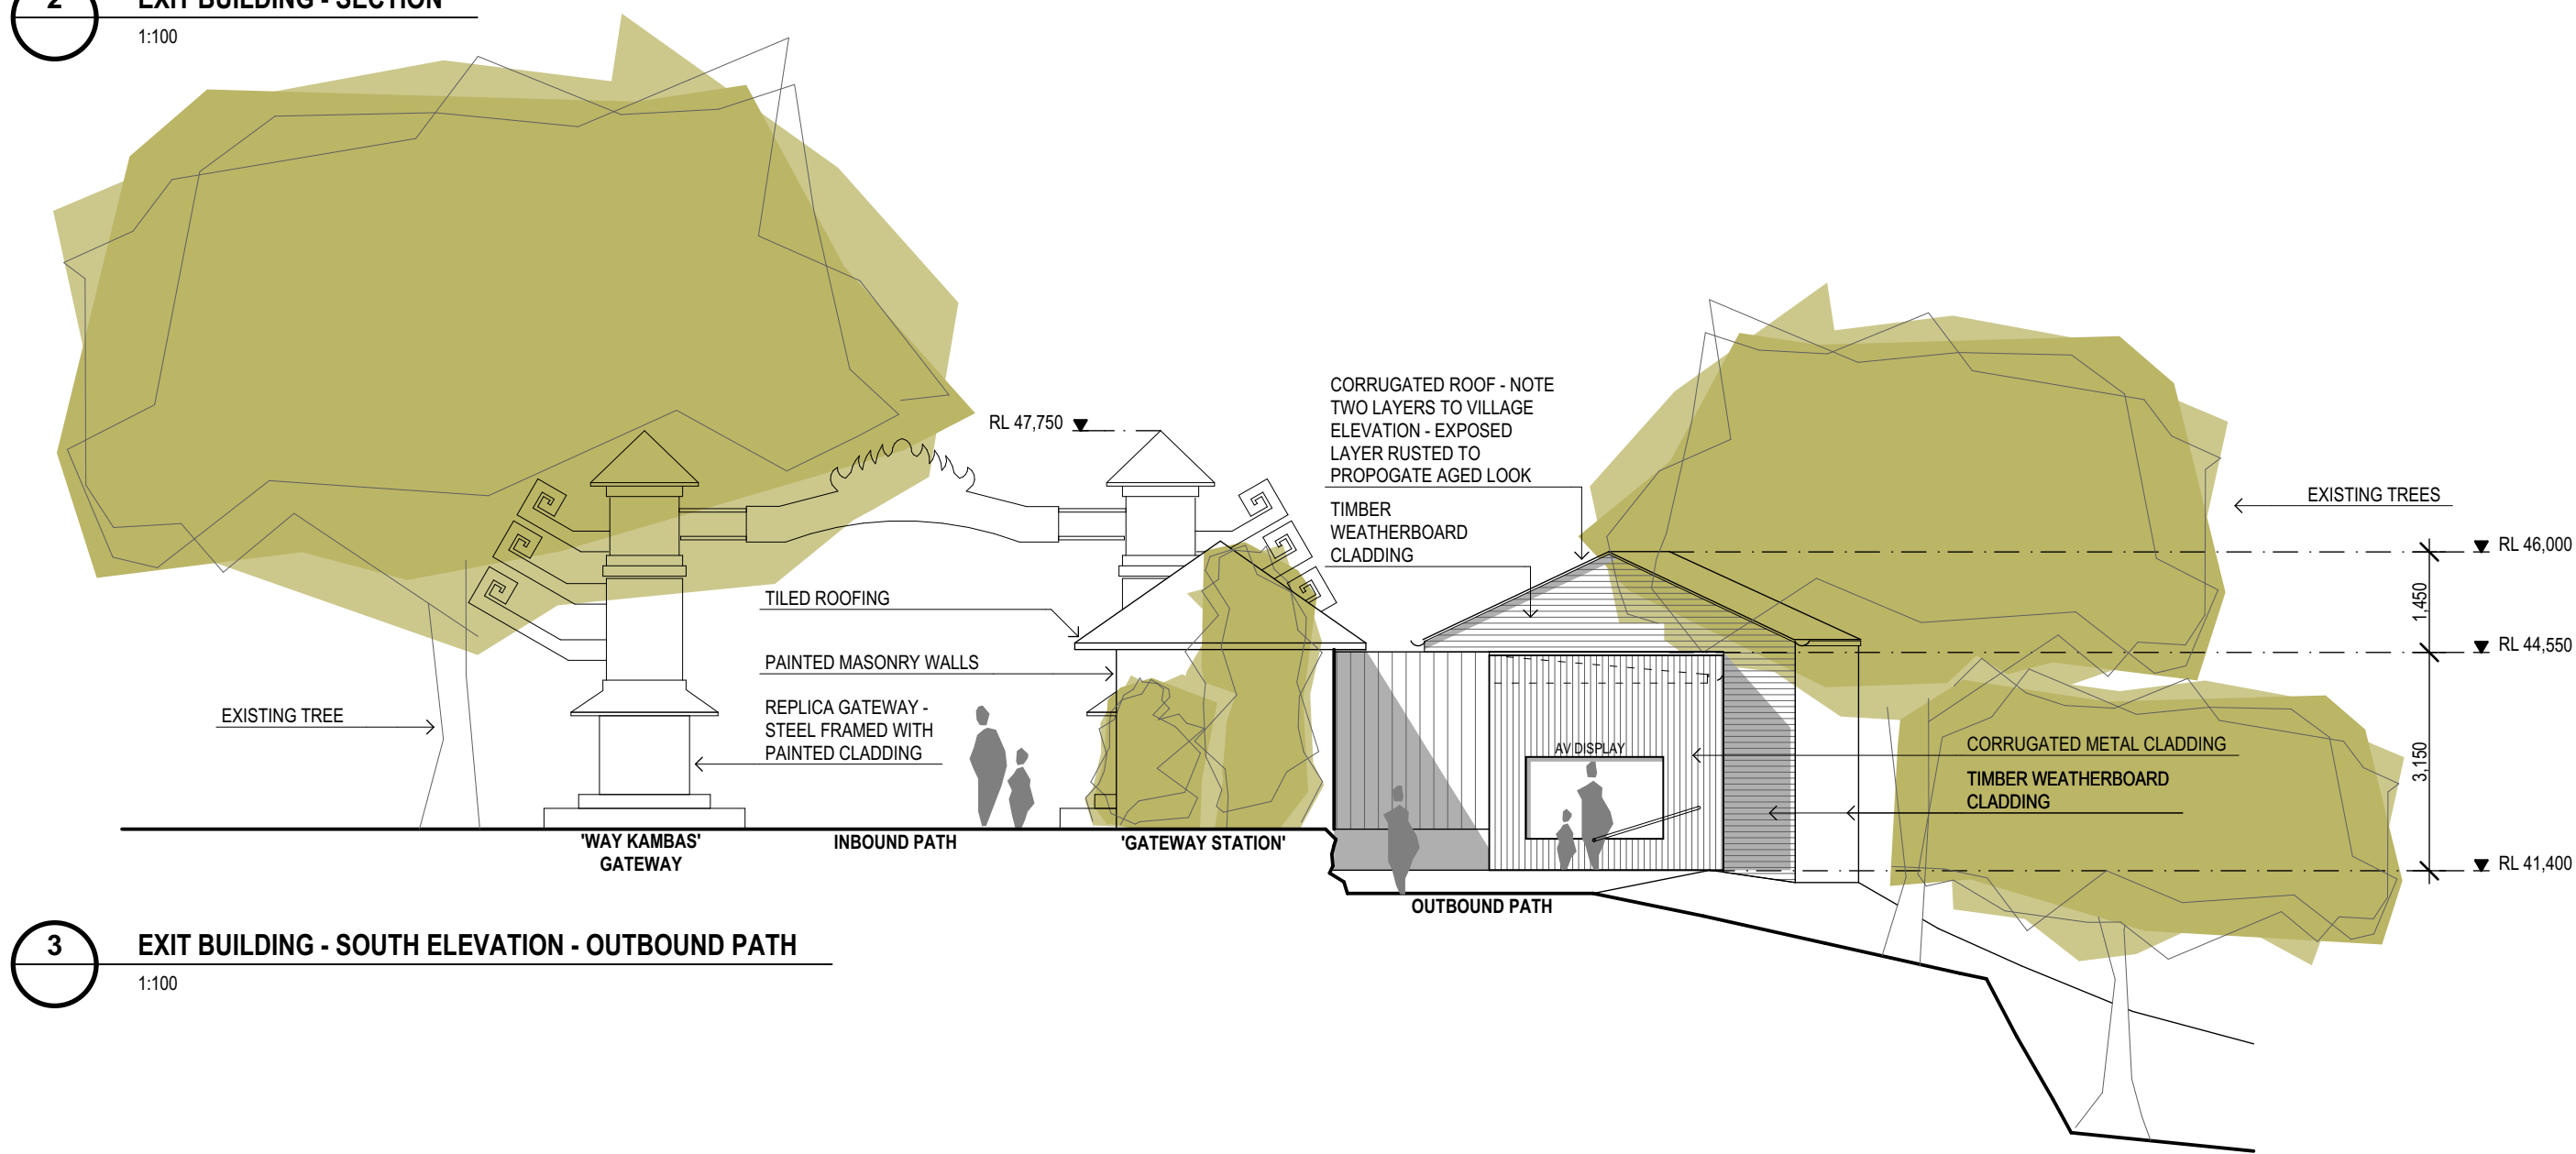 2
EXIT BUILDING - SECTION
1:100
RL 47,750
CORRUGATED ROOF - NOTE
TWO LAYERS TO VILLAGE
ELEVATION - EXPOSED
LAYER RUSTED TO
PROPOGATE AGED LOOK
TIMBER
WEATHERBOARD
CLADDING
EXISTING TREES
RL 46,000
1,450
RL 44,550
3,150
RL 41,400
TILED ROOFING
PAINTED MASONRY WALLS
REPLICA GATEWAY -
STEEL FRAMED WITH
PAINTED CLADDING
EXISTING TREE
AV DISPLAY
CORRUGATED METAL CLADDING
TIMBER WEATHERBOARD
CLADDING
'WAY KAMBAS'
GATEWAY
INBOUND PATH
'GATEWAY STATION'
OUTBOUND PATH
3
EXIT BUILDING - SOUTH ELEVATION - OUTBOUND PATH
1:100